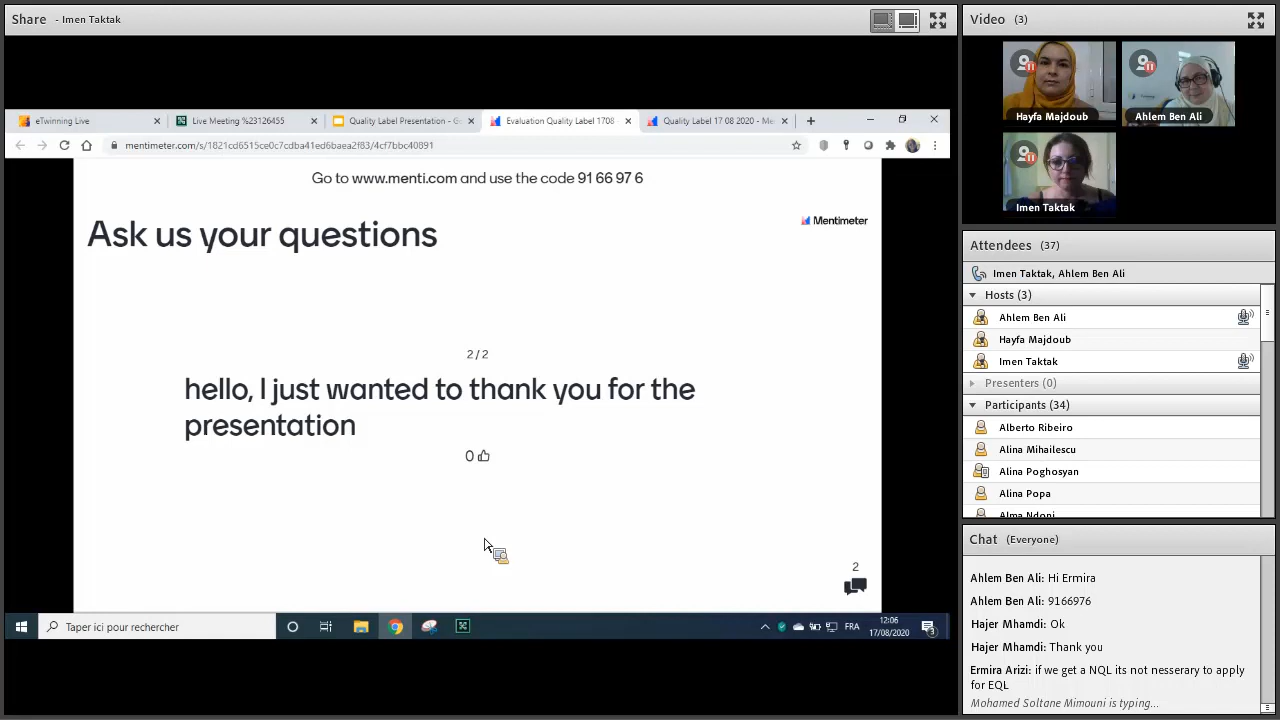 Share - Imen Taktak
eTwinning Live
Live Meeting %23126455
Quality Label Presentation - G
Evaluation Quality Label 1708 -
Quality Label 17 08 2020 - Me
mentimeter.com/s/1821cd6515ce0c7cdba41ed6baea2f83/4cf7bbc40891
Go to www.menti.com and use the code 91 66 97 6
Mentimeter
Ask us your questions
2 / 2
hello, I just wanted to thank you for the
presentation
0
2
Taper ici pour rechercher
FRA
12:06
17/08/2020
3
Video (3)
Hayfa Majdoub
Ahlem Ben Ali
Imen Taktak
Attendees (37)
Imen Taktak, Ahlem Ben Ali
Hosts (3)
Ahlem Ben Ali
Hayfa Majdoub
Imen Taktak
Presenters (0)
Participants (34)
Alberto Ribeiro
Alina Mihailescu
Alina Poghosyan
Alina Popa
Alma Ndoni
Chat (Everyone)
Ahlem Ben Ali: Hi Ermira
Ahlem Ben Ali: 9166976
Hajer Mhamdi: Ok
Hajer Mhamdi: Thank you
Ermira Arizi: if we get a NQL its not nesserary to apply
for EQL
Mohamed Soltane Mimouni is typing...